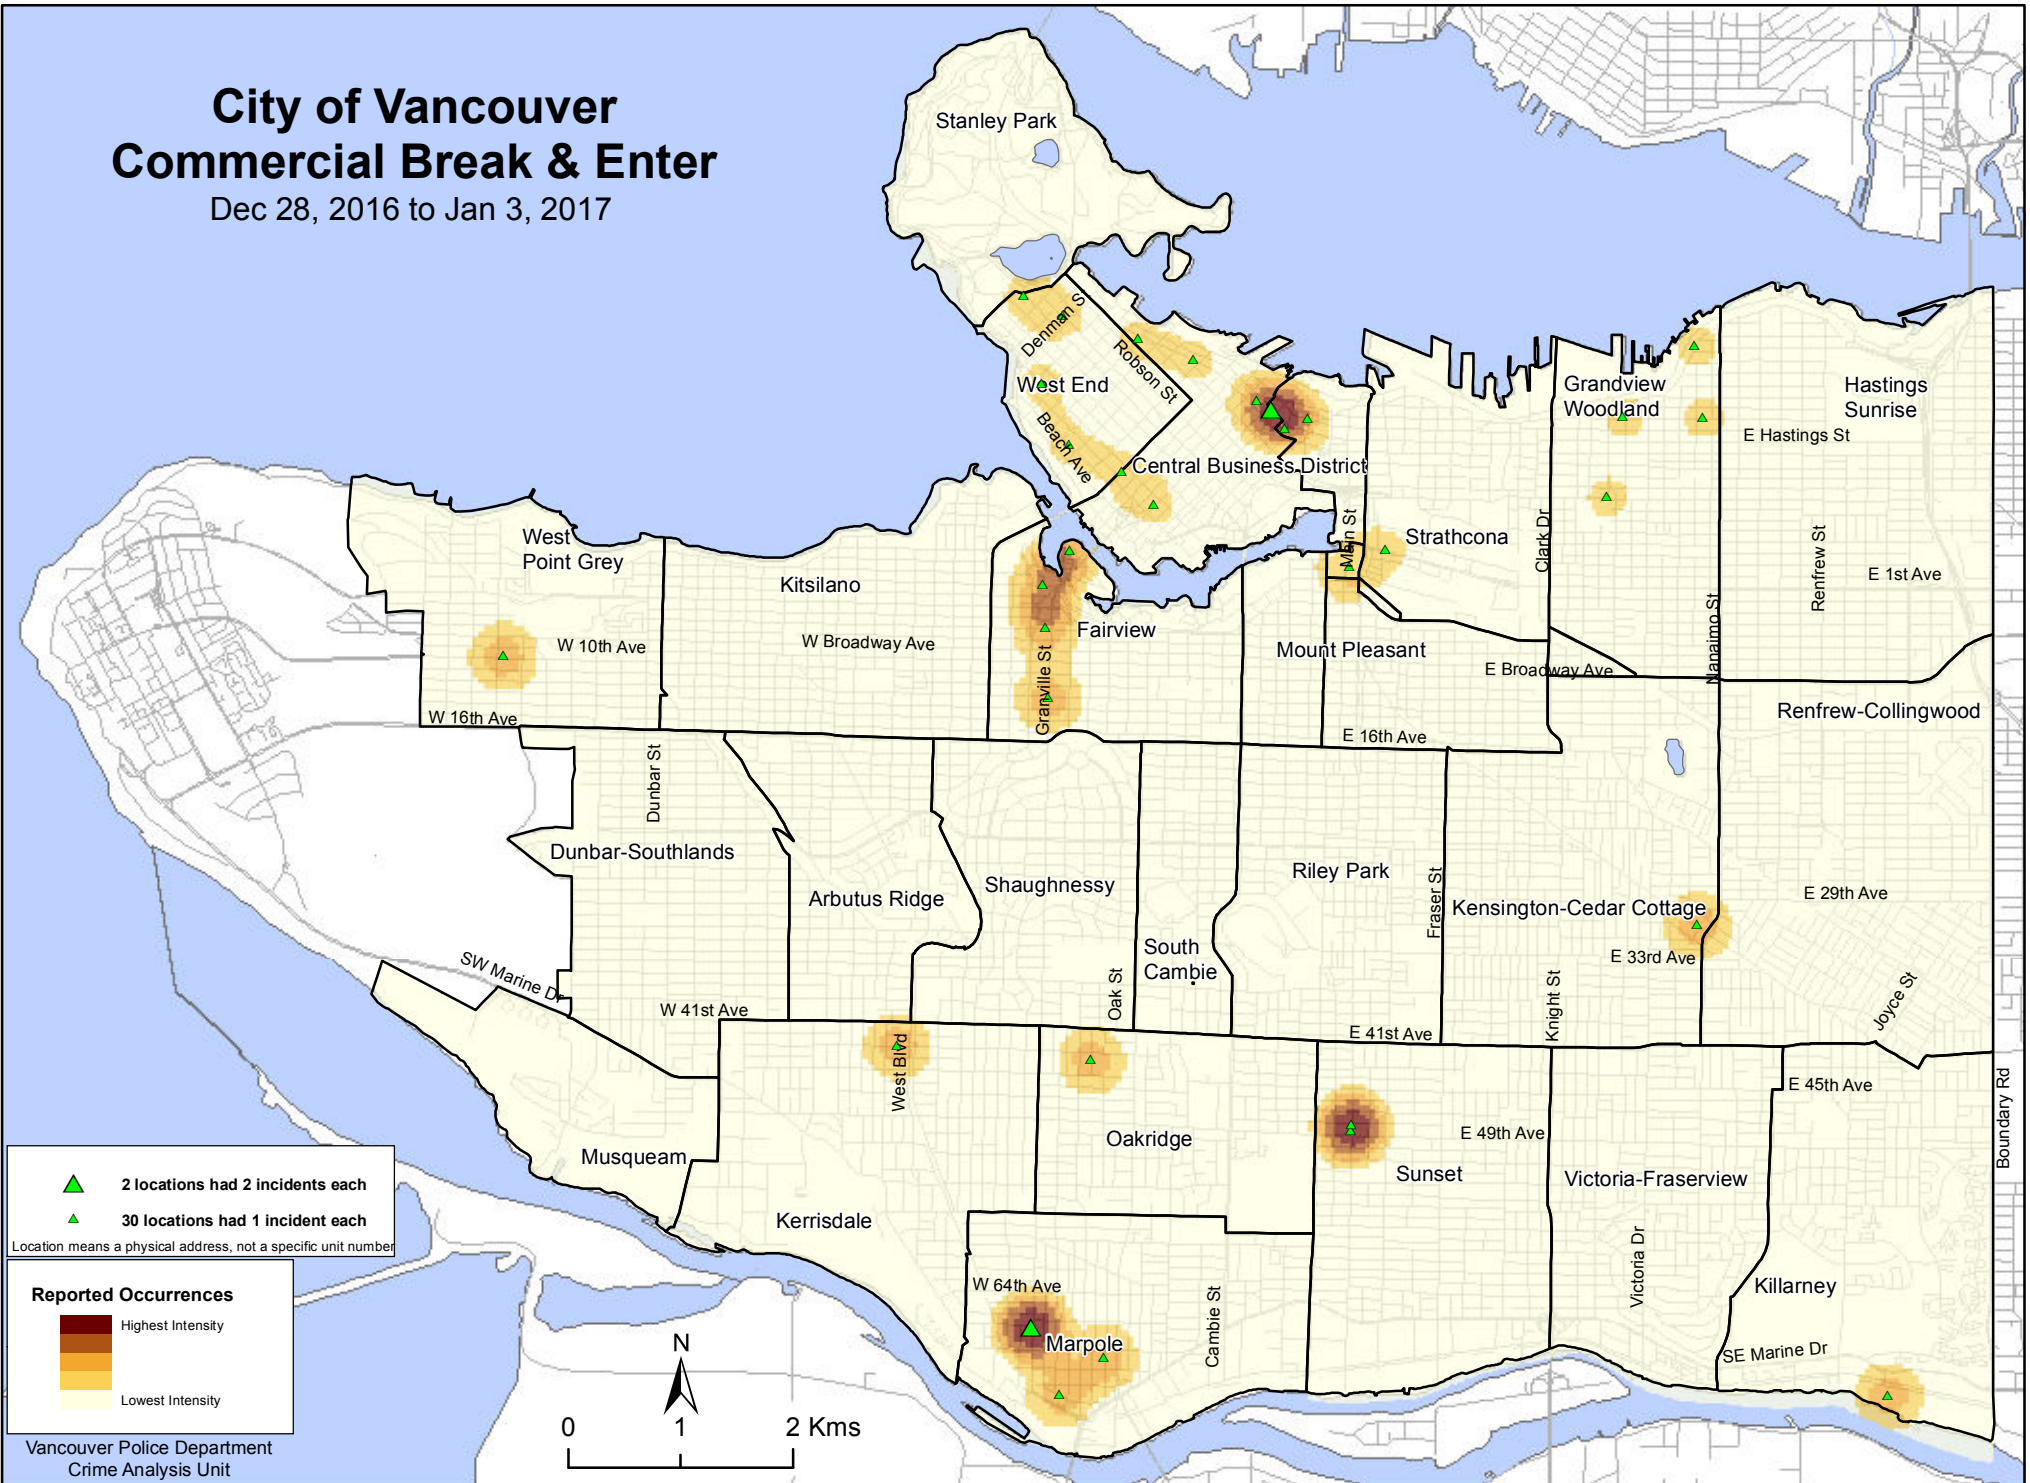 City of Vancouver
Commercial Break & Enter
Dec 28, 2016 to Jan 3, 2017
Stanley Park
Denman S
Robson St
West End
Beach Ave
Central Business District
Grandview
Woodland
Hastings
Sunrise
E Hastings St
West
Point Grey
Kitsilano
Main St
Strathcona
Clark Dr
Renfrew St
E 1st Ave
W 10th Ave
W Broadway Ave
Fairview
Granville St
Mount Pleasant
E Broadway Ave
Nanaimo St
W 16th Ave
E 16th Ave
Renfrew-Collingwood
Dunbar St
Dunbar-Southlands
Arbutus Ridge
Shaughnessy
Riley Park
Fraser St
Kensington-Cedar Cottage
E 29th Ave
South
Cambie
E 33rd Ave
SW Marine Dr
W 41st Ave
Oak St
E 41st Ave
Knight St
Joyce St
West Blvd
E 45th Ave
Boundary Rd
Musqueam
Oakridge
E 49th Ave
Sunset
Victoria-Fraserview
Kerrisdale
Victoria Dr
W 64th Ave
Marpole
Cambie St
Killarney
SE Marine Dr
2 locations had 2 incidents each
30 locations had 1 incident each
Location means a physical address, not a specific unit number
Reported Occurrences
Highest Intensity
Lowest Intensity
N
0 1 2 Kms
Vancouver Police Department
Crime Analysis Unit